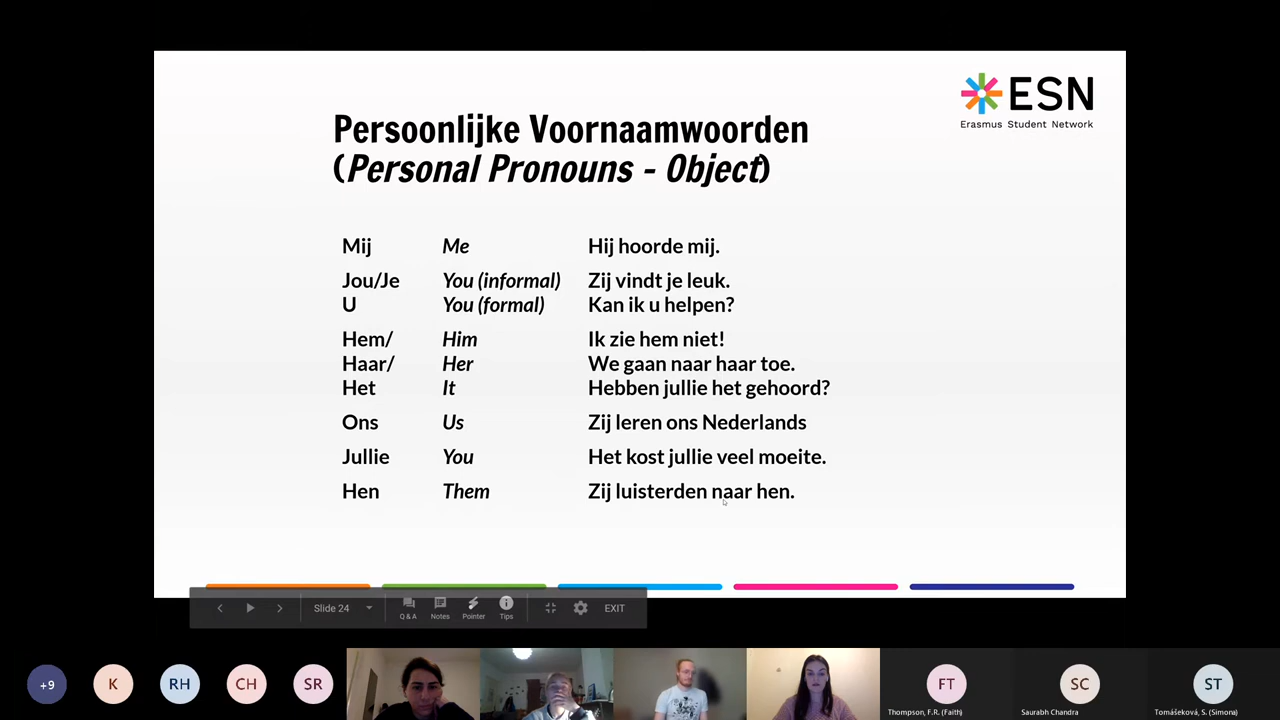 ESN
Erasmus Student Network
Persoonlijke Voornaamwoorden
(Personal Pronouns - Object)
Mij Me Hij hoorde mij.
Jou/Je You (informal) Zij vindt je leuk.
U You (formal) Kan ik u helpen?
Hem/ Him Ik zie hem niet!
Haar/ Her We gaan naar haar toe.
Het It Hebben jullie het gehoord?
Ons Us Zij leren ons Nederlands
Jullie You Het kost jullie veel moeite.
Hen Them Zij luisterden naar hen.
Slide 24 Q & A Notes Pointer Tips EXIT
+9 K RH CH SR FT SC ST
Thompson, F.R. (Faith) Saurabh Chandra Tomášeková, S. (Simona)